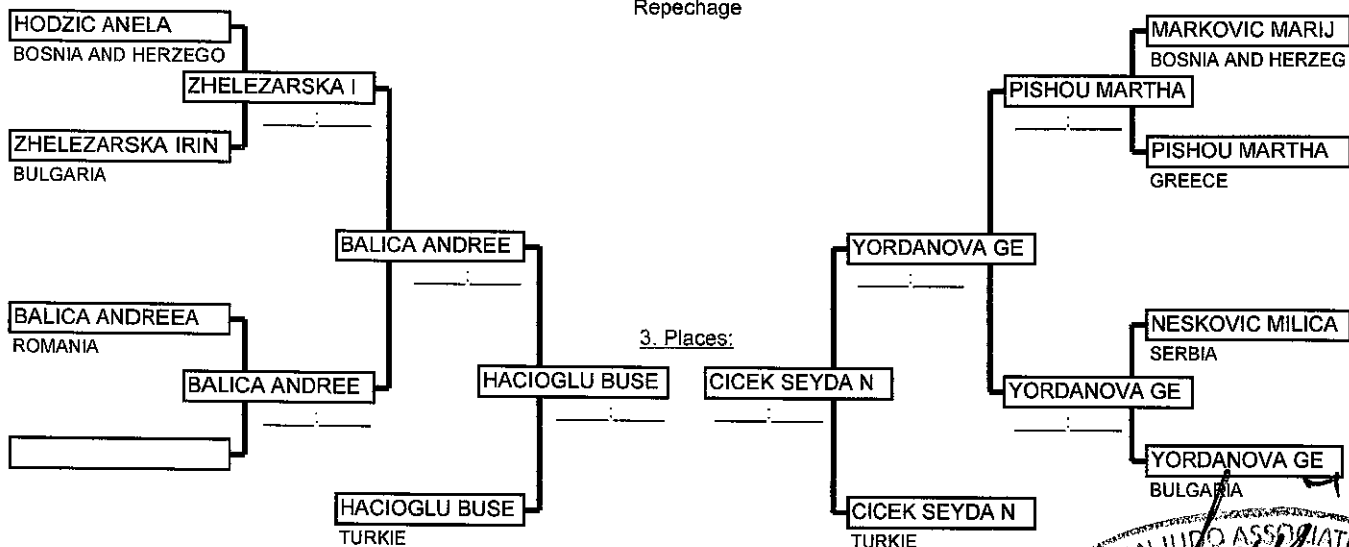 Repechage
HODZIC ANELA
BOSNIA AND HERZEGO
ZHELEZARSKA I
ZHELEZARSKA IRIN
BULGARIA
BALICA ANDREE
BALICA ANDREEA
ROMANIA
BALICA ANDREE
HACIOGLU BUSE
HACIOGLU BUSE
TURKIE
3. Places:
MARKOVIC MARIJ
BOSNIA AND HERZEG
PISHOU MARTHA
PISHOU MARTHA
GREECE
YORDANOVA GE
NESKOVIC MILICA
SERBIA
CICEK SEYDA N
YORDANOVA GE
YORDANOVA GE
BULGARIA
CICEK SEYDA N
TURKIE
JUDO